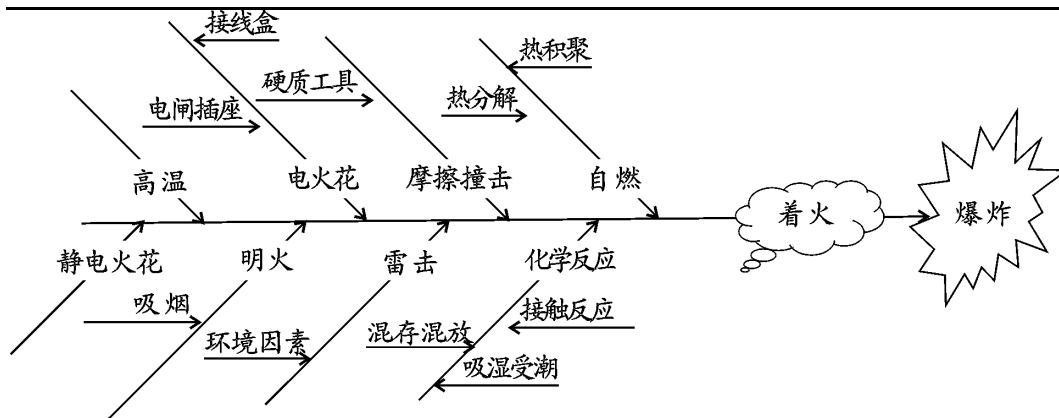 接线盒
热积聚
硬质工具
热分解
电闸插座
高温
电火花
摩擦撞击
自燃
着火
爆炸
静电火花
明火
雷击
化学反应
吸烟
接触反应
环境因素
混存混放
吸湿受潮